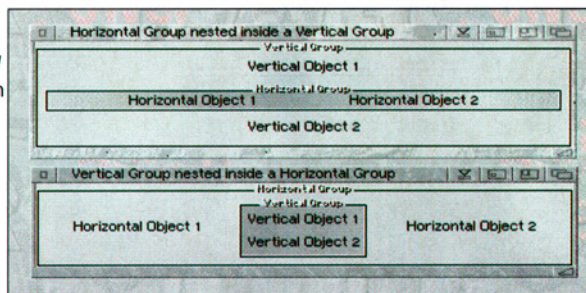 Horizontal Group nested inside a Vertical Group
Vertical Group
Vertical Object 1
Horizontal Group
Horizontal Object 1 Horizontal Object 2
Vertical Object 2
Vertical Group nested inside a Horizontal Group
Horizontal Group
Vertical Group
Horizontal Object 1 Vertical Object 1 Horizontal Object 2
Vertical Object 2